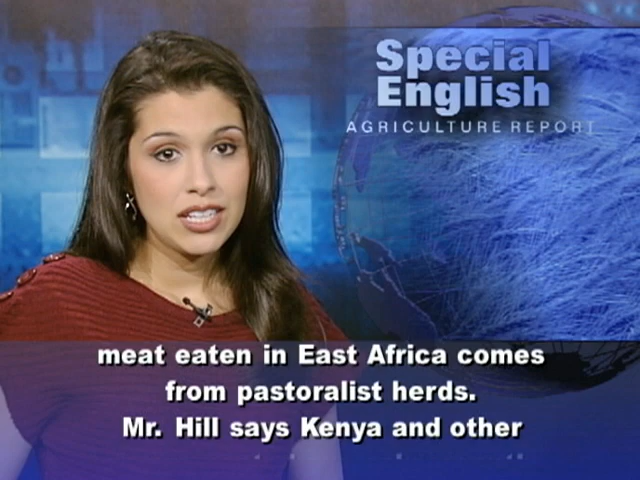 Special
English
AGRICULTURE REPORT
meat eaten in East Africa comes
from pastoralist herds.
Mr. Hill says Kenya and other